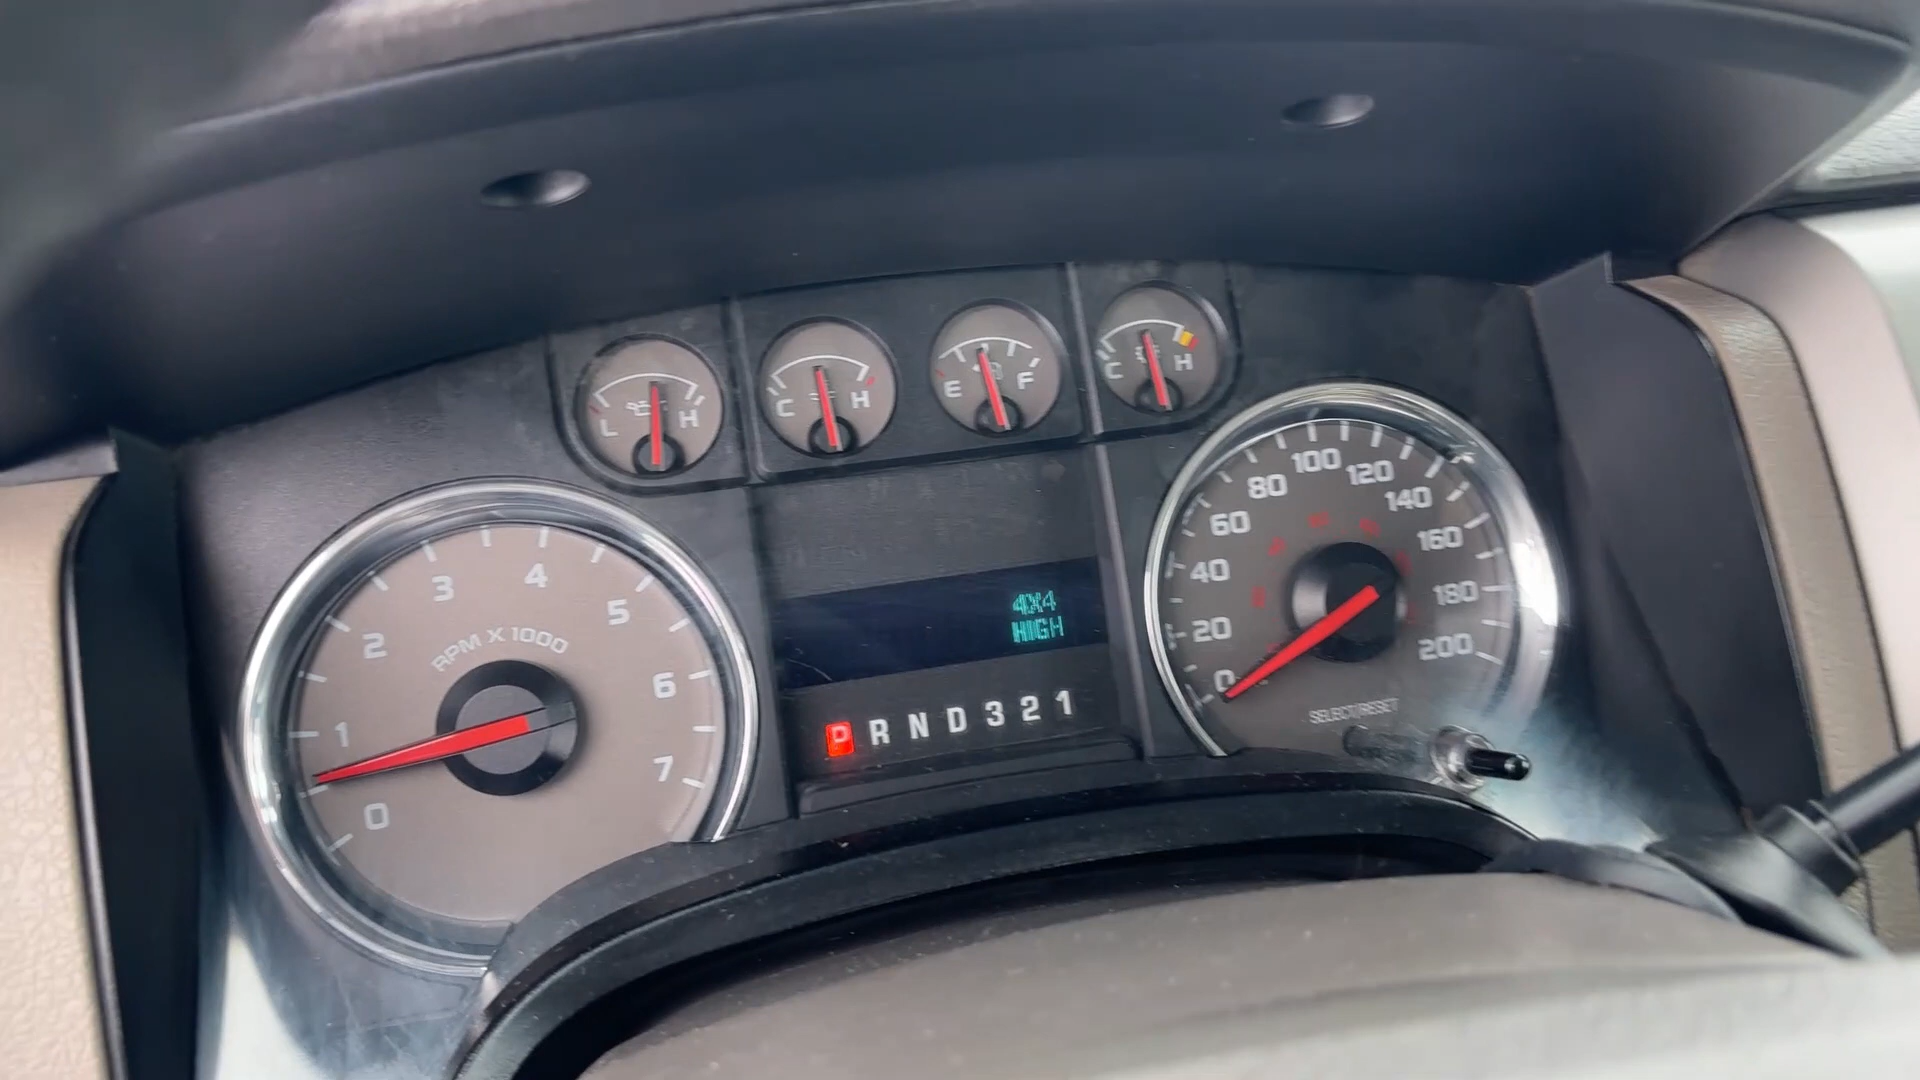 L H
C H
E F
C H
RPM X 1000
0 1 2 3 4 5 6 7
4X4
HIGH
P R N D 3 2 1
0 20 40 60 80 100 120 140 160 180 200
SELECT/RESET